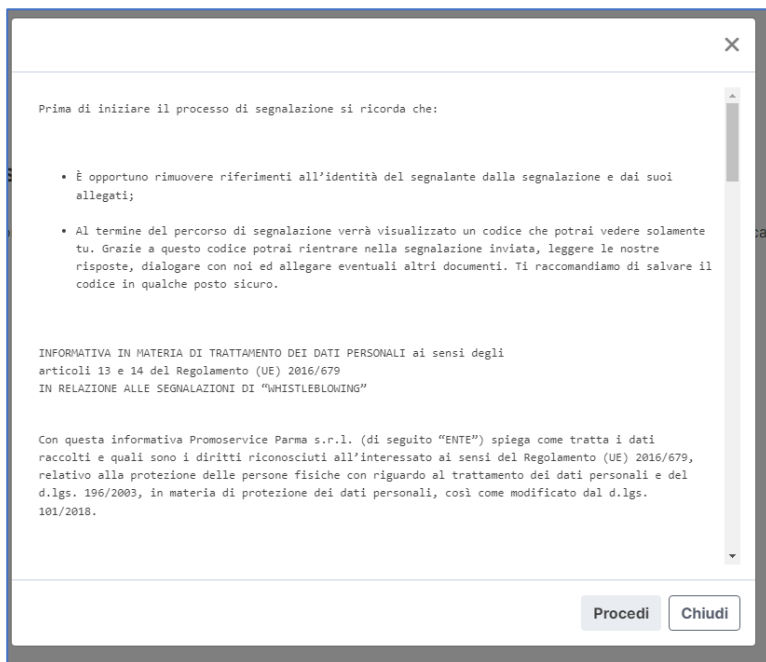 Prima di iniziare il processo di segnalazione si ricorda che:
• È opportuno rimuovere riferimenti all’identità del segnalante dalla segnalazione e dai suoi
allegati;
• Al termine del percorso di segnalazione verrà visualizzato un codice che potrai vedere solamente
tu. Grazie a questo codice potrai rientrare nella segnalazione inviata, leggere le nostre
risposte, dialogare con noi ed allegare eventuali altri documenti. Ti raccomandiamo di salvare il
codice in qualche posto sicuro.
INFORMATIVA IN MATERIA DI TRATTAMENTO DEI DATI PERSONALI ai sensi degli
articoli 13 e 14 del Regolamento (UE) 2016/679
IN RELAZIONE ALLE SEGNALAZIONI DI “WHISTLEBLOWING”
Con questa informativa Promoservice Parma s.r.l. (di seguito “ENTE”) spiega come tratta i dati
raccolti e quali sono i diritti riconosciuti all’interessato ai sensi del Regolamento (UE) 2016/679,
relativo alla protezione delle persone fisiche con riguardo al trattamento dei dati personali e del
d.lgs. 196/2003, in materia di protezione dei dati personali, così come modificato dal d.lgs.
101/2018.
Procedi Chiudi